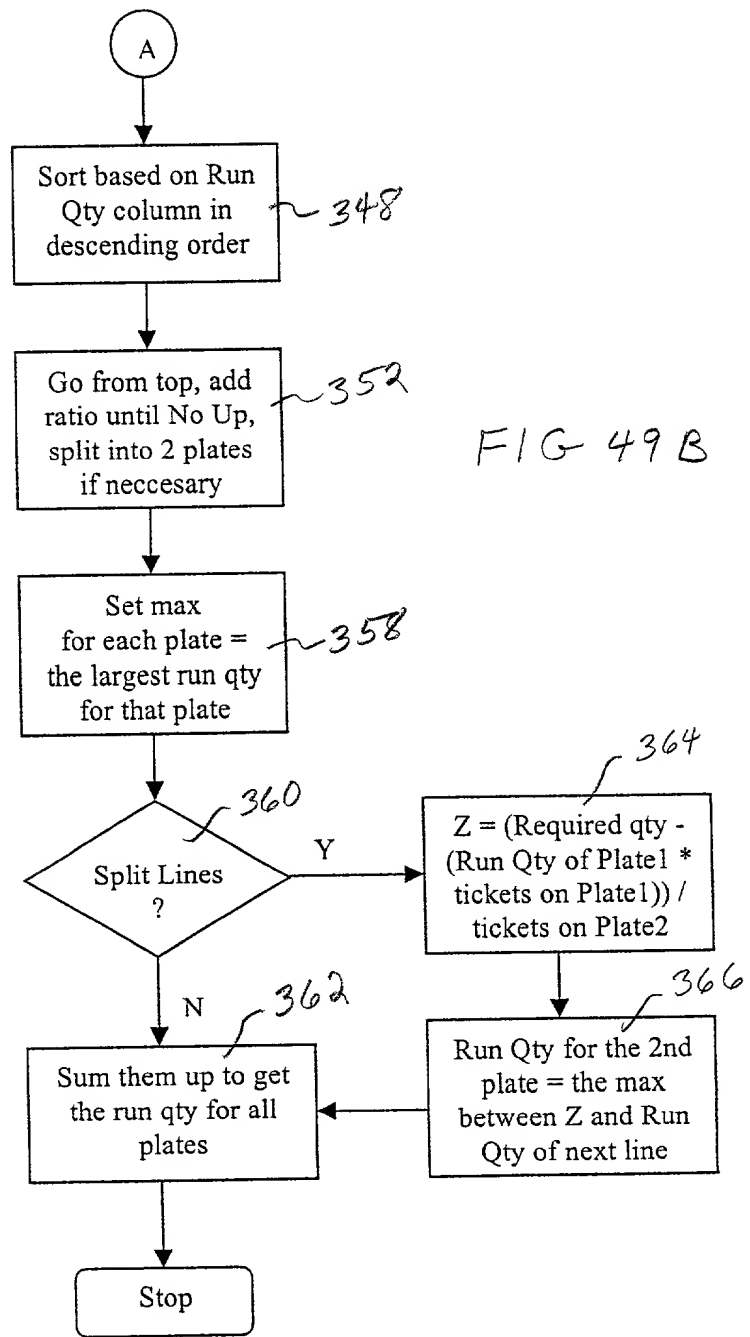 A
Sort based on Run
Qty column in
descending order
348
Go from top, add
ratio until No Up,
split into 2 plates
if neccesary
352
FIG 49B
Set max
for each plate =
the largest run qty
for that plate
358
360
Split Lines
?
Y
N
364
Z = (Required qty -
(Run Qty of Plate1 *
tickets on Plate1)) /
tickets on Plate2
366
Run Qty for the 2nd
plate = the max
between Z and Run
Qty of next line
362
Sum them up to get
the run qty for all
plates
Stop